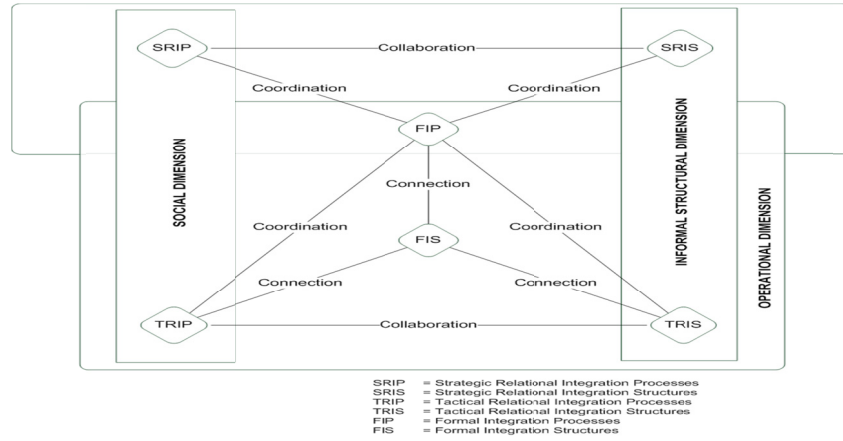 SRIP
Collaboration
SRIS
Coordination
Coordination
FIP
SOCIAL DIMENSION
INFORMAL STRUCTURAL DIMENSION
OPERATIONAL DIMENSION
Connection
Coordination
Coordination
FIS
Connection
Connection
TRIP
Collaboration
TRIS
SRIP = Strategic Relational Integration Processes
SRIS = Strategic Relational Integration Structures
TRIP = Tactical Relational Integration Processes
TRIS = Tactical Relational Integration Structures
FIP = Formal Integration Processes
FIS = Formal Integration Structures